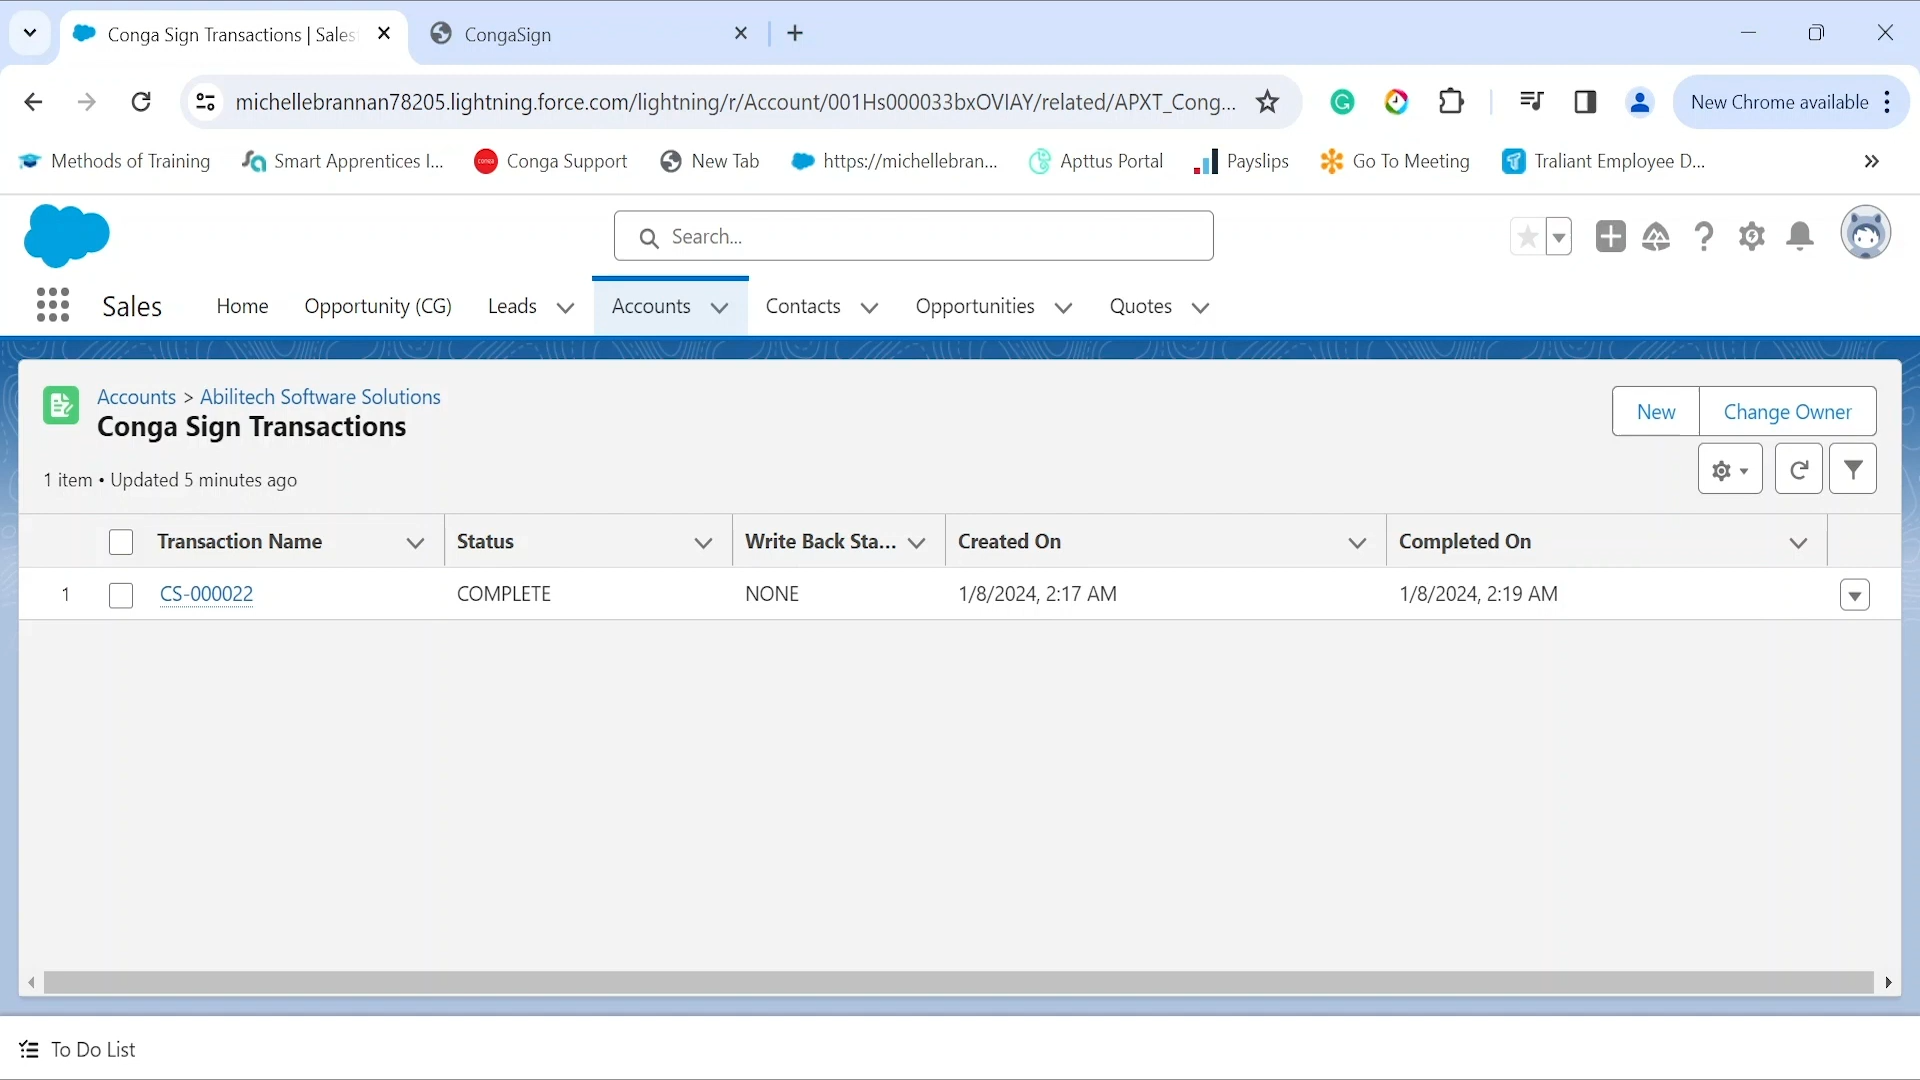 Conga Sign Transactions | Sales
CongaSign
michellebrannan78205.lightning.force.com/lightning/r/Account/001Hs000033bxOVIAY/related/APXT_Cong...
New Chrome available
Methods of Training
Smart Apprentices I...
Conga Support
New Tab
https://michellebran...
Apttus Portal
Payslips
Go To Meeting
Traliant Employee D...
Search...
Sales
Home
Opportunity (CG)
Leads
Accounts
Contacts
Opportunities
Quotes
Accounts > Abilitech Software Solutions
Conga Sign Transactions
New
Change Owner
1 item • Updated 5 minutes ago
Transaction Name
Status
Write Back Sta...
Created On
Completed On
1
CS-000022
COMPLETE
NONE
1/8/2024, 2:17 AM
1/8/2024, 2:19 AM
To Do List